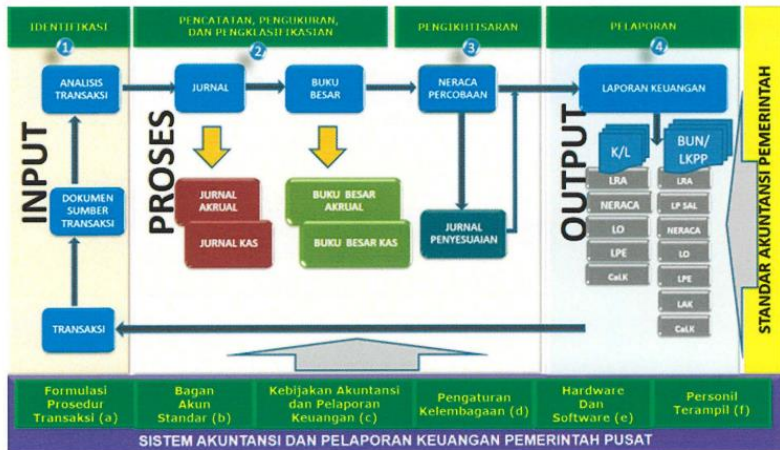 IDENTIFIKASI
PENCATATAN, PENGUKURAN,
DAN PENGKLASIFIKASIAN
PENGIKHTISARAN
PELAPORAN
1
2
3
4
INPUT
ANALISIS
TRANSAKSI
DOKUMEN
SUMBER
TRANSAKSI
TRANSAKSI
PROSES
JURNAL
BUKU
BESAR
NERACA
PERCOBAAN
JURNAL
AKRUAL
JURNAL KAS
BUKU BESAR
AKRUAL
BUKU BESAR KAS
JURNAL
PENYESUAIAN
OUTPUT
LAPORAN KEUANGAN
K/L
LRA
NERACA
LO
LPE
CaLK
BUN/
LKPP
LRA
LP SAL
NERACA
LO
LPE
LAK
CaLK
STANDAR AKUNTANSI PEMERINTAH
Formulasi
Prosedur
Transaksi (a)
Bagan
Akun
Standar (b)
Kebijakan Akuntansi
dan Pelaporan
Keuangan (c)
Pengaturan
Kelembagaan (d)
Hardware
Dan
Software (e)
Personil
Terampil (f)
SISTEM AKUNTANSI DAN PELAPORAN KEUANGAN PEMERINTAH PUSAT